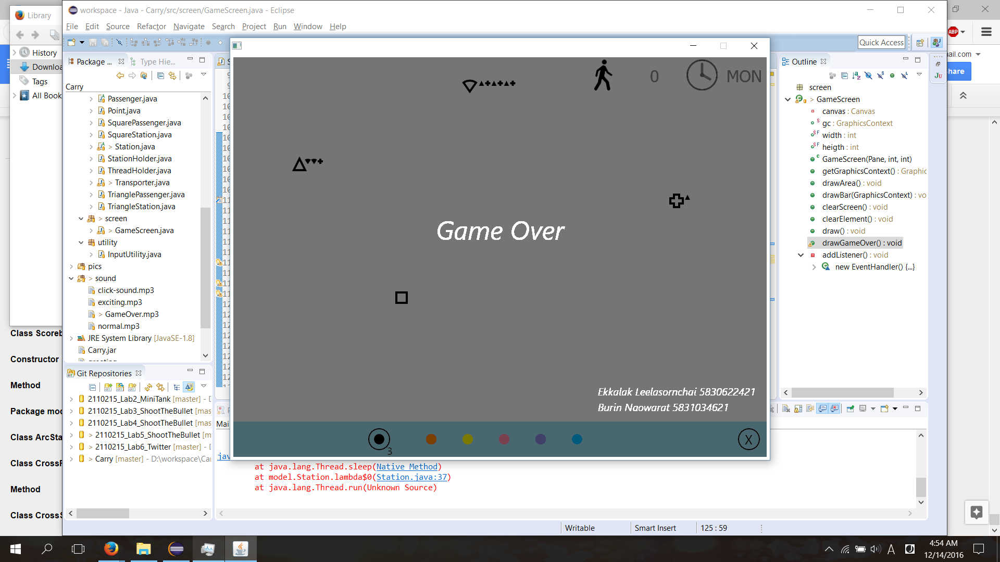 Library
workspace - Java - Carry/src/screen/GameScreen.java - Eclipse
File Edit Source Refactor Navigate Search Project Run Window Help
Quick Access
ABP
History
Tags
All Book
Package ...
Type Hie...
Carry
Passenger.java
Point.java
SquarePassenger.java
SquareStation.java
> Station.java
StationHolder.java
ThreadHolder.java
> Transporter.java
TrianglePassenger.java
TriangleStation.java
> screen
> GameScreen.java
utility
InputUtility.java
pics
> sound
click-sound.mp3
exciting.mp3
> GameOver.mp3
normal.mp3
JRE System Library [JavaSE-1.8]
Carry.jar
Git Repositories
2110215_Lab2_MiniTank [master] - D
2110215_Lab3_ShootTheBullet [mas
2110215_Lab4_ShootTheBullet [mas
> 2110215_Lab5_ShootTheBullet [m
> 2110215_Lab6_Twitter [master] - D
> Carry [master] - D:\workspace\Car
0
MON
Game Over
Ekkalak Leelasornchai 5830622421
Burin Naowarat 5831034621
3
X
Outline
screen
> GameScreen
canvas : Canvas
gc : GraphicsContext
width : int
heigth : int
GameScreen(Pane, int, int)
getGraphicsContext() : Graphic
drawArea() : void
drawBar(GraphicsContext) : vo
clearScreen() : void
clearElement() : void
draw() : void
drawGameOver() : void
addListener() : void
new EventHandler() {...}
ail.com
hare
Class Scoreb
Constructor
Method
Package mod
Class ArcSta
Class CrossP
Method
Class CrossS
Mai
jav
at java.lang.Thread.sleep(Native Method)
at model.Station.lambda$0(Station.java:37)
at java.lang.Thread.run(Unknown Source)
Writable
Smart Insert
125 : 59
A
4:54 AM
12/14/2016